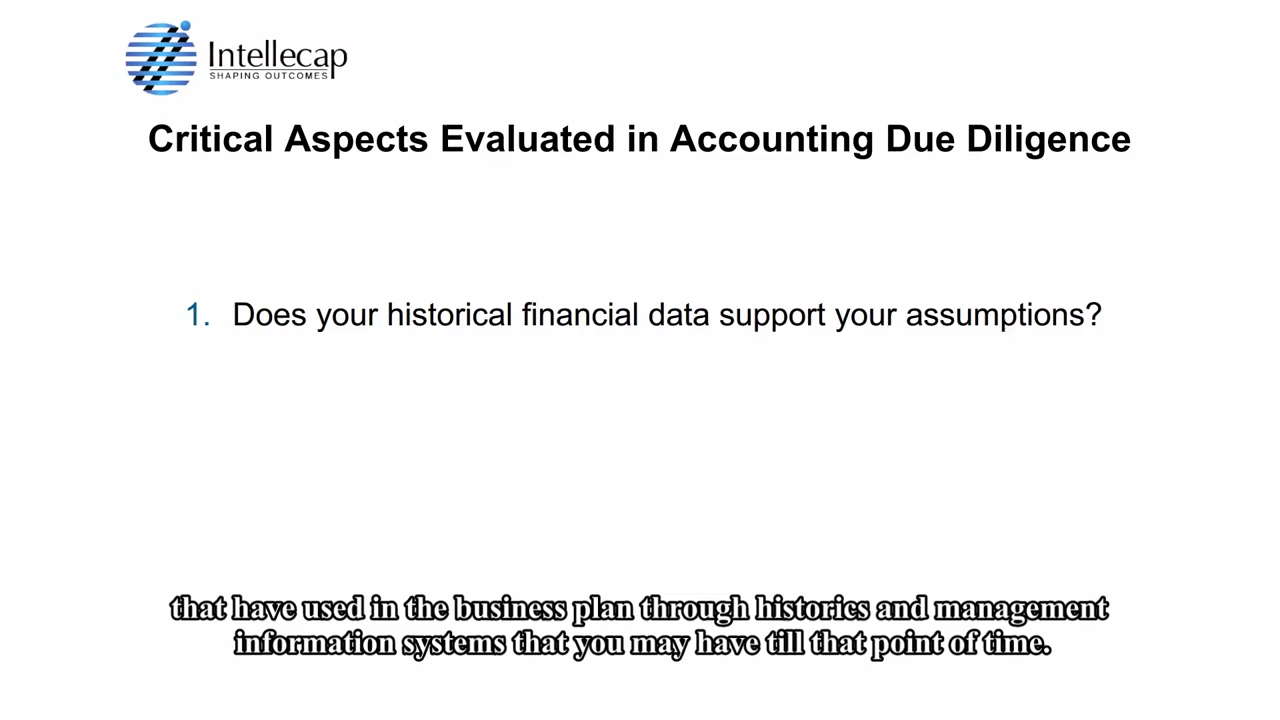 Intellecap
SHAPING OUTCOMES
Critical Aspects Evaluated in Accounting Due Diligence
1. Does your historical financial data support your assumptions?
that have used in the business plan through historics and management
information systems that you may have till that point of time.